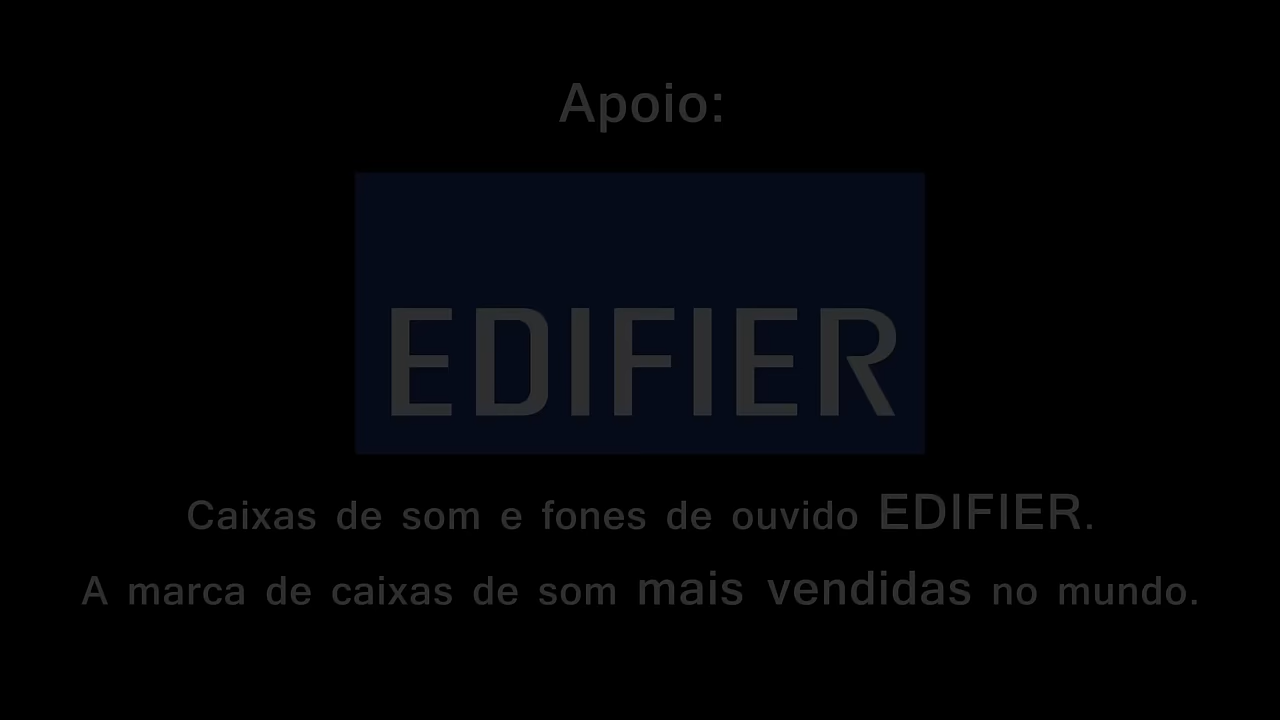 Apoio:
EDIFIER
Caixas de som e fones de ouvido EDIFIER.
A marca de caixas de som mais vendidas no mundo.